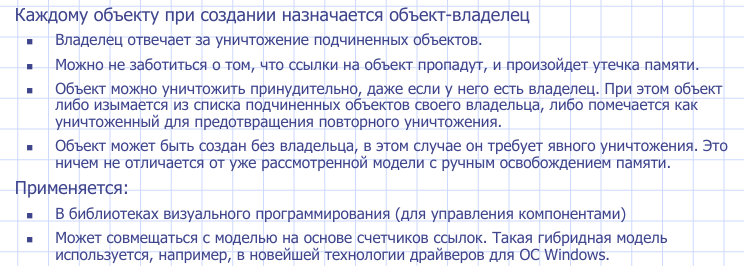 Каждому объекту при создании назначается объект-владелец
Владелец отвечает за уничтожение подчиненных объектов.
Можно не заботиться о том, что ссылки на объект пропадут, и произойдет утечка памяти.
Объект можно уничтожить принудительно, даже если у него есть владелец. При этом объект
либо изымается из списка подчиненных объектов своего владельца, либо помечается как
уничтоженный для предотвращения повторного уничтожения.
Объект может быть создан без владельца, в этом случае он требует явного уничтожения. Это
ничем не отличается от уже рассмотренной модели с ручным освобождением памяти.
Применяется:
В библиотеках визуального программирования (для управления компонентами)
Может совмещаться с моделью на основе счетчиков ссылок. Такая гибридная модель
используется, например, в новейшей технологии драйверов для ОС Windows.